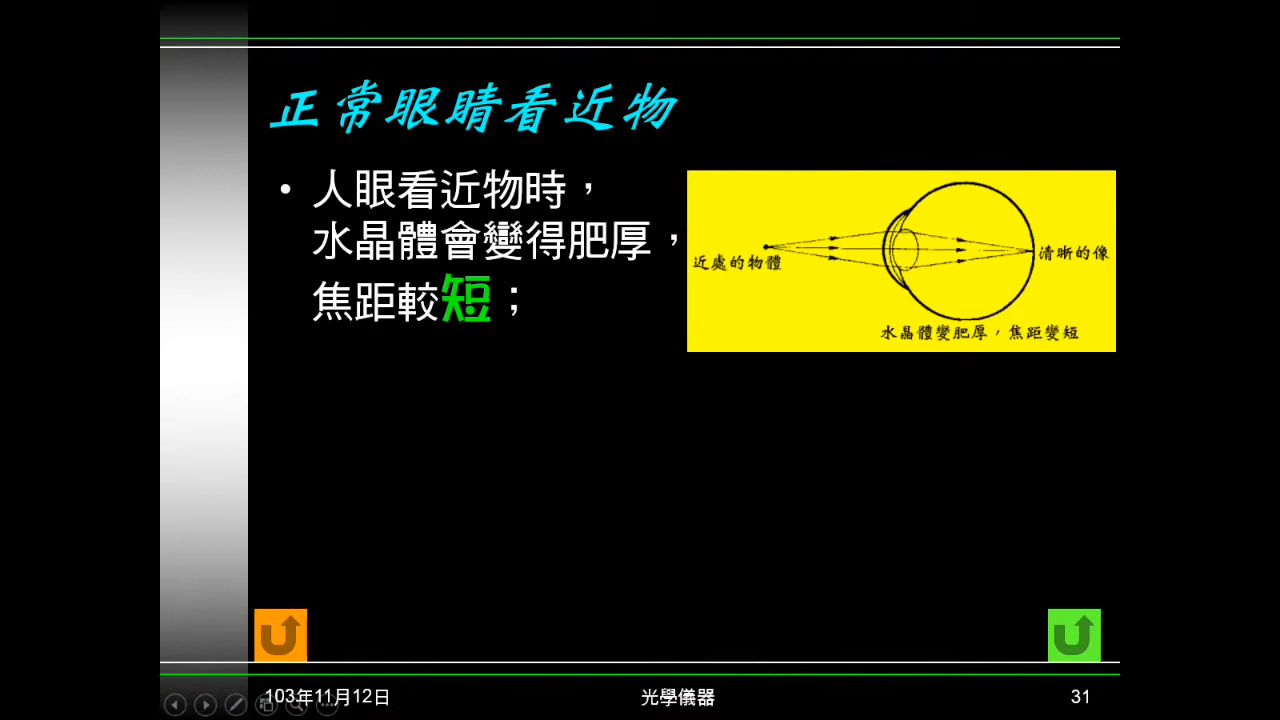 正常眼睛看近物
• 人眼看近物時，
水晶體會變得肥厚，
焦距較短；
近處的物體
清晰的像
水晶體變肥厚，焦距變短
103年11月12日
光學儀器
31